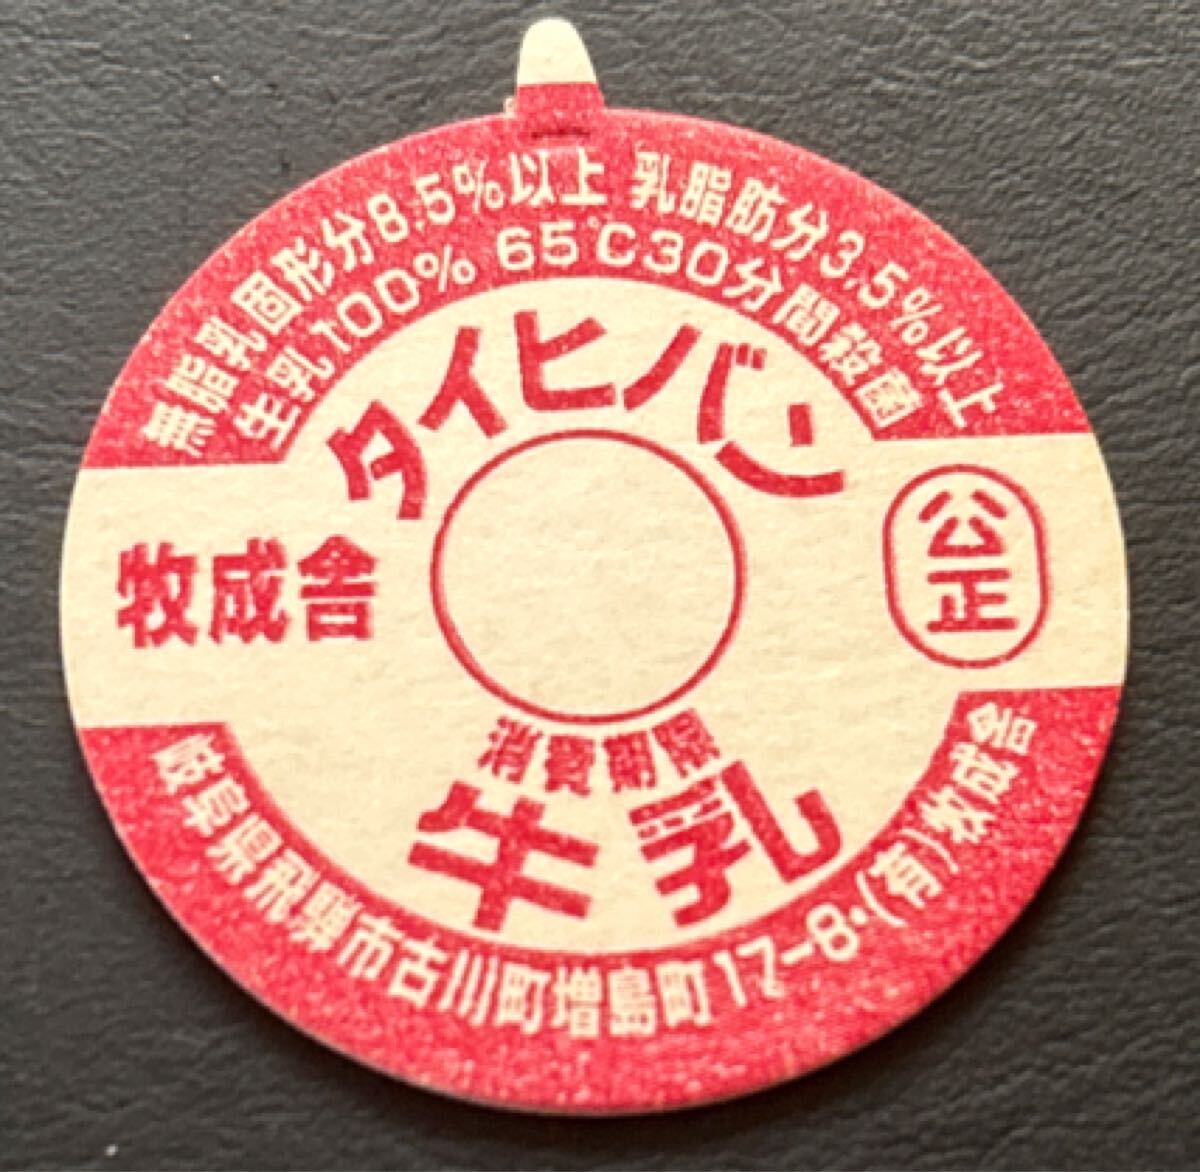 無脂乳固形分8.5%以上 乳脂肪分3.5%以上
生乳100% 65℃30分間殺菌
タイヒバン
牧成舎
公正
消費期限
牛乳
岐阜県飛騨市古川町増島町17-8・(有)牧成舎